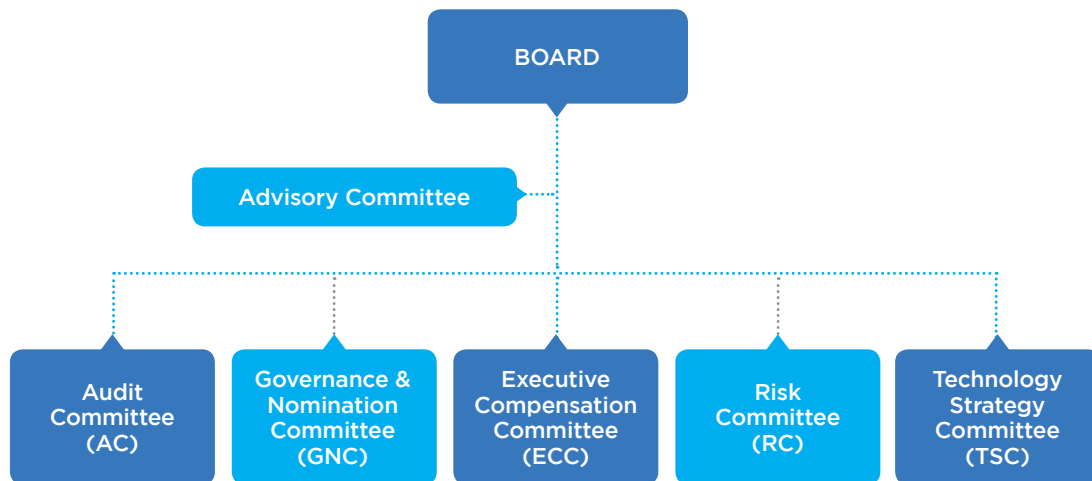 BOARD
Advisory Committee
Audit
Committee
(AC)
Governance &
Nomination
Committee
(GNC)
Executive
Compensation
Committee
(ECC)
Risk
Committee
(RC)
Technology
Strategy
Committee
(TSC)